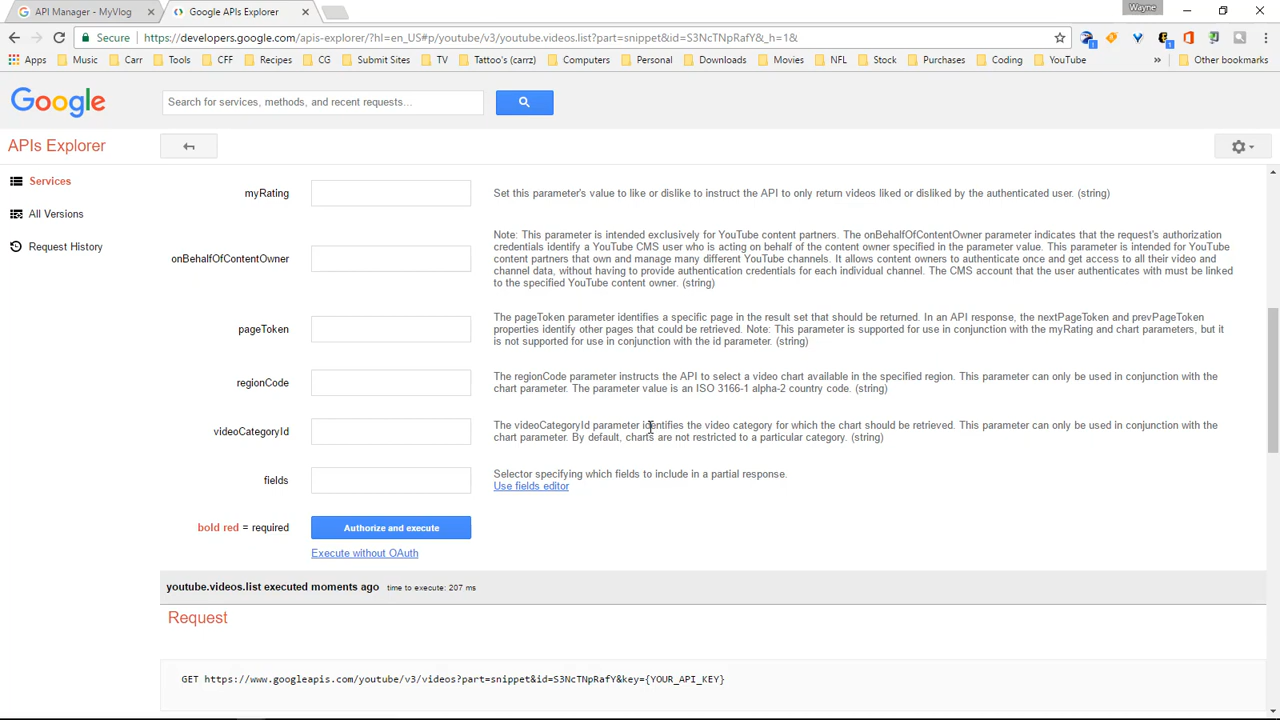 API Manager - MyVlog
Google APIs Explorer
Wayne
Secure
https://developers.google.com/apis-explorer/?hl=en_US#p/youtube/v3/youtube.videos.list?part=snippet&id=S3NcTNpRafY&_h=1&
Apps
Music
Carr
Tools
CFF
Recipes
CG
Submit Sites
TV
Tattoo's (carrz)
Computers
Personal
Downloads
Movies
NFL
Stock
Purchases
Coding
YouTube
»
Other bookmarks
Google
Search for services, methods, and recent requests...
APIs Explorer
Services
All Versions
Request History
myRating
Set this parameter's value to like or dislike to instruct the API to only return videos liked or disliked by the authenticated user. (string)
onBehalfOfContentOwner
Note: This parameter is intended exclusively for YouTube content partners. The onBehalfOfContentOwner parameter indicates that the request's authorization
credentials identify a YouTube CMS user who is acting on behalf of the content owner specified in the parameter value. This parameter is intended for YouTube
content partners that own and manage many different YouTube channels. It allows content owners to authenticate once and get access to all their video and
channel data, without having to provide authentication credentials for each individual channel. The CMS account that the user authenticates with must be linked
to the specified YouTube content owner. (string)
pageToken
The pageToken parameter identifies a specific page in the result set that should be returned. In an API response, the nextPageToken and prevPageToken
properties identify other pages that could be retrieved. Note: This parameter is supported for use in conjunction with the myRating and chart parameters, but it
is not supported for use in conjunction with the id parameter. (string)
regionCode
The regionCode parameter instructs the API to select a video chart available in the specified region. This parameter can only be used in conjunction with the
chart parameter. The parameter value is an ISO 3166-1 alpha-2 country code. (string)
videoCategoryId
The videoCategoryId parameter identifies the video category for which the chart should be retrieved. This parameter can only be used in conjunction with the
chart parameter. By default, charts are not restricted to a particular category. (string)
fields
Selector specifying which fields to include in a partial response.
Use fields editor
bold red = required
Authorize and execute
Execute without OAuth
youtube.videos.list executed moments ago time to execute: 207 ms
Request
GET https://www.googleapis.com/youtube/v3/videos?part=snippet&id=S3NcTNpRafY&key={YOUR_API_KEY}